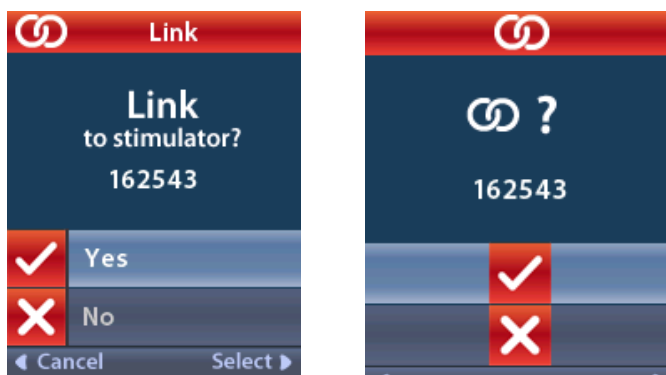 Link
Link
to stimulator?
162543
Yes
No
Cancel Select
?
162543